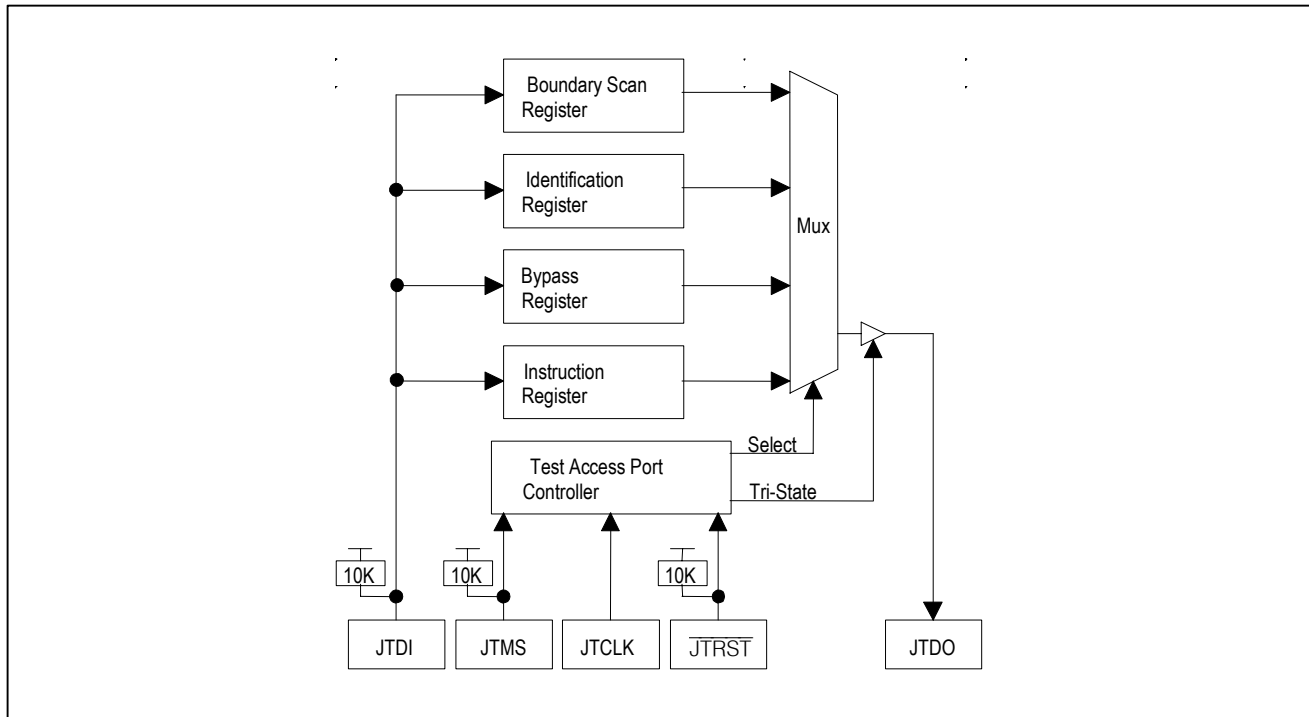 Boundary Scan
Register
Identification
Register
Mux
Bypass
Register
Instruction
Register
Select
Test Access Port
Controller
Tri-State
10K
10K
10K
JTDI
JTMS
JTCLK
JTRST
JTDO